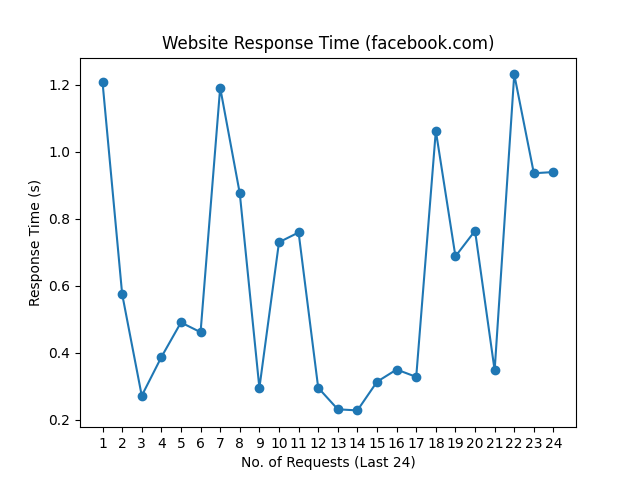 Website Response Time (facebook.com)
Response Time (s)
1.2
1.0
0.8
0.6
0.4
0.2
1 2 3 4 5 6 7 8 9 10 11 12 13 14 15 16 17 18 19 20 21 22 23 24
No. of Requests (Last 24)